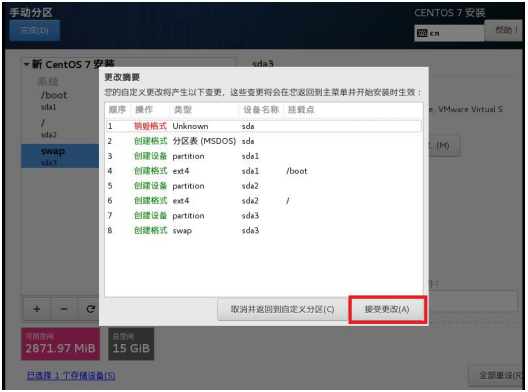 手动分区
CENTOS 7 安装
完成(D)
cn
帮助！
新 CentOS 7 安装
sda3
系统
/boot
sda1
/
sda2
swap
sda3
更改摘要
您的自定义更改将产生以下变更，这些变更将会在您返回到主菜单并开始安装时生效：
顺序 操作 类型 设备名称 挂载点
1 销毁格式 Unknown sda
2 创建格式 分区表 (MSDOS) sda
3 创建设备 partition sda1
4 创建格式 ext4 sda1 /boot
5 创建设备 partition sda2
6 创建格式 ext4 sda2 /
7 创建设备 partition sda3
8 创建格式 swap sda3
e, VMware Virtual S
...(M)
取消并返回到自定义分区(C)
接受更改(A)
+ − C
可用空间
2871.97 MiB
总空间
15 GiB
已选择 1 个存储设备(S)
全部重设(R